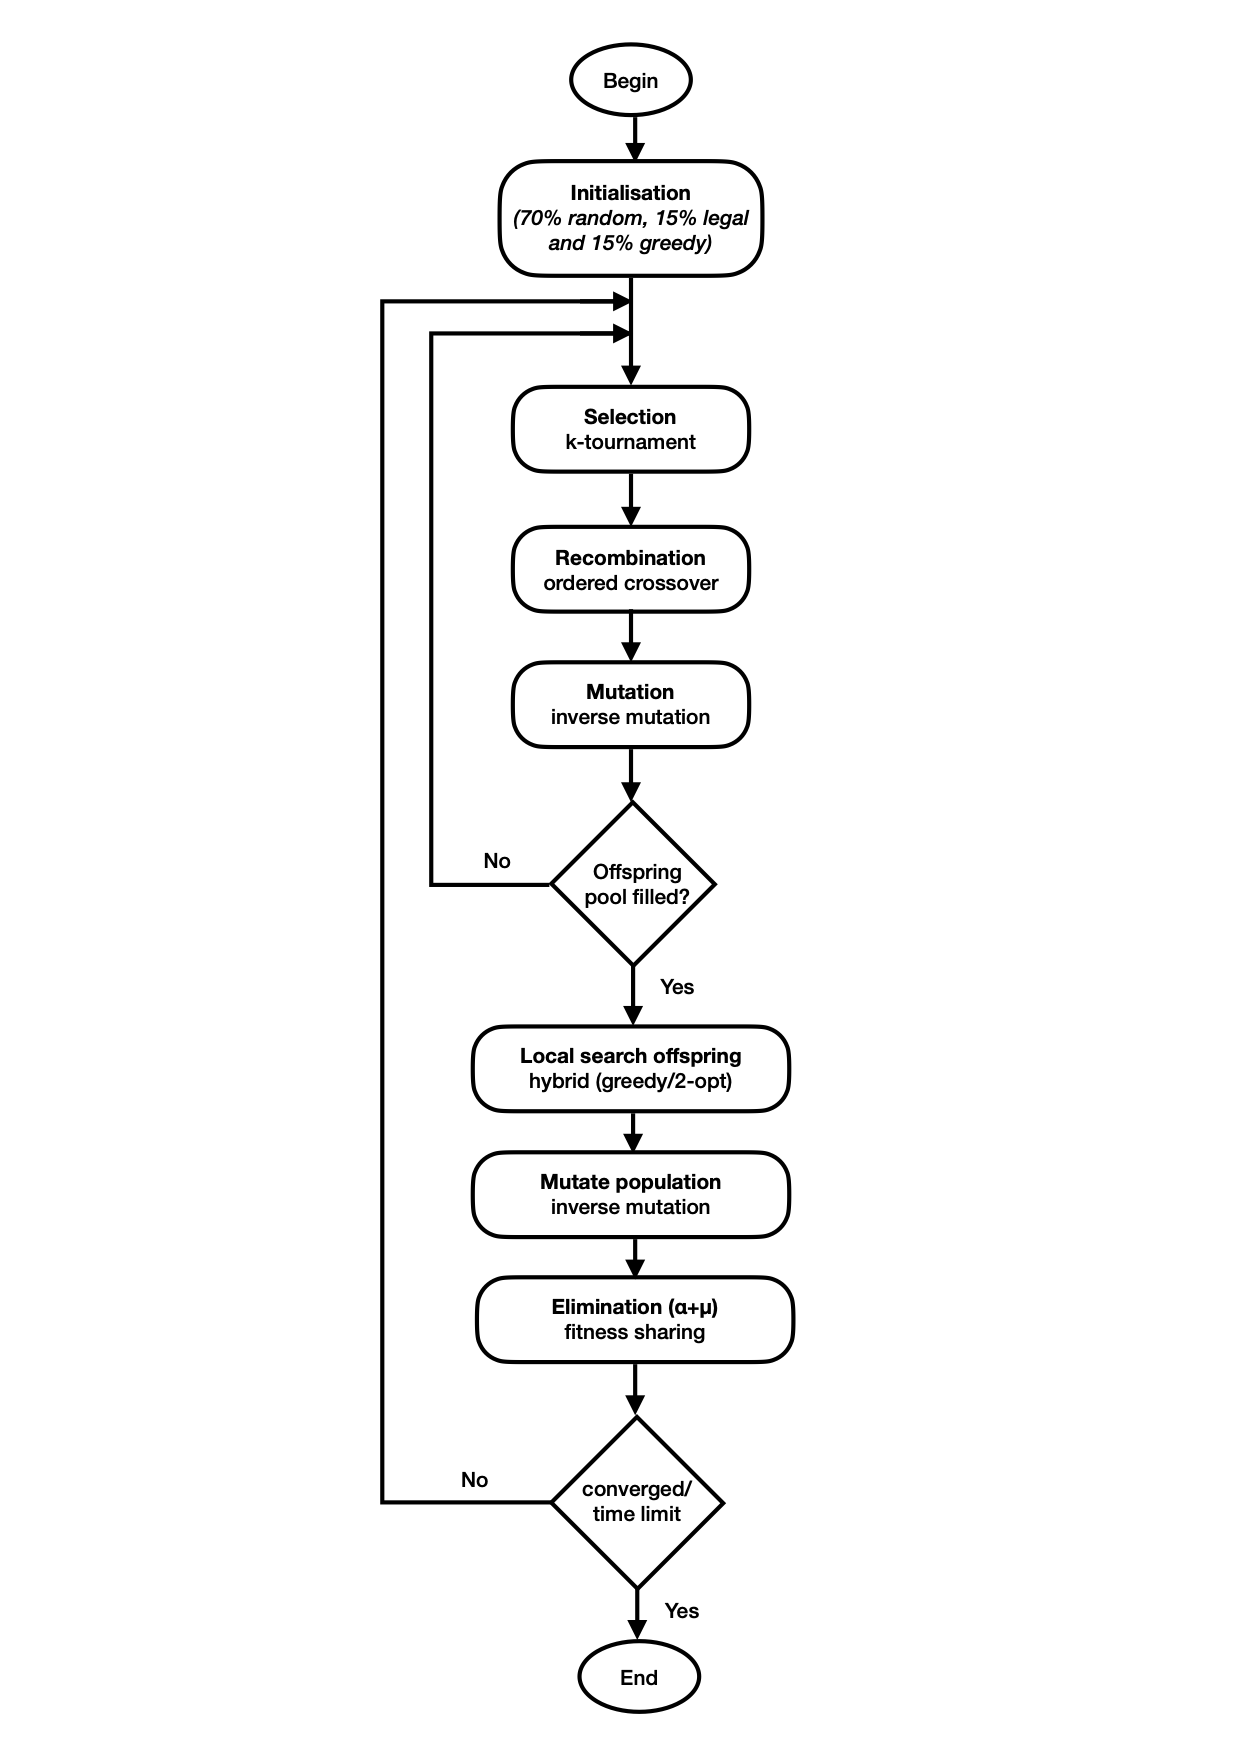 Begin
Initialisation
(70% random, 15% legal
and 15% greedy)
Selection
k-tournament
Recombination
ordered crossover
Mutation
inverse mutation
No
Offspring
pool filled?
Yes
Local search offspring
hybrid (greedy/2-opt)
Mutate population
inverse mutation
Elimination (α+μ)
fitness sharing
No
converged/
time limit
Yes
End